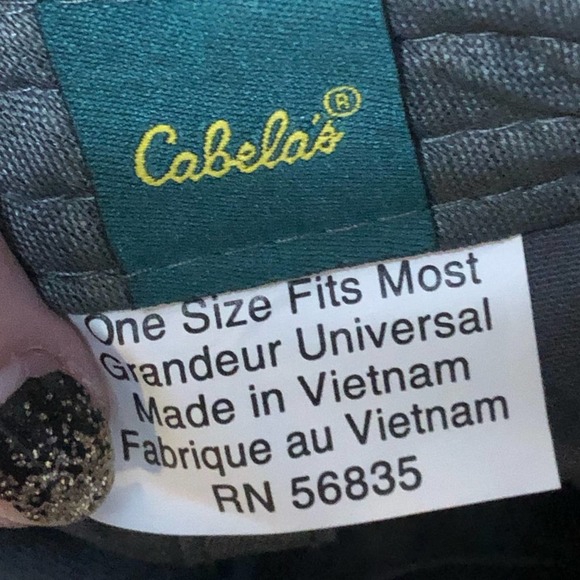 Cabela's®
One Size Fits Most
Grandeur Universal
Made in Vietnam
Fabrique au Vietnam
RN 56835